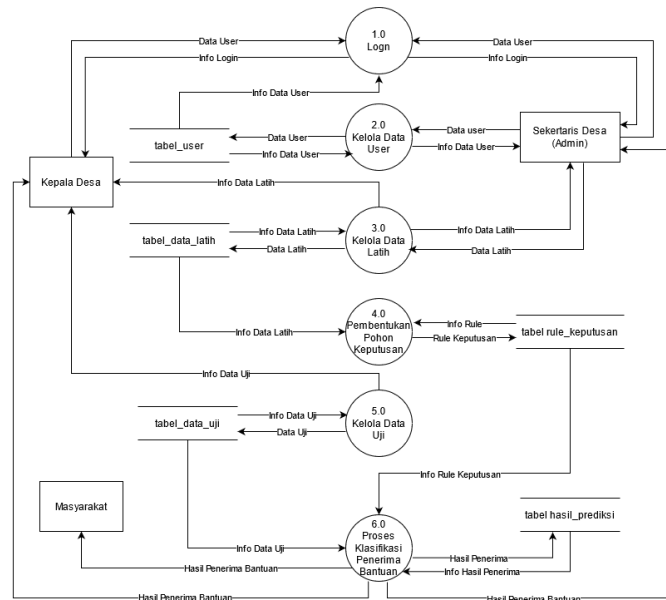 1.0
Logn
Data User
Data User
Info Login
Info Login
Info Data User
2.0
Kelola Data
User
tabel_user
Data User
Info Data User
Data user
Info Data User
Sekertaris Desa
(Admin)
Kepala Desa
Info Data Latih
tabel_data_latih
Info Data Latih
Data Latih
3.0
Kelola Data
Latih
Info Data Latih
Data Latih
Info Data Latih
4.0
Pembentukan
Pohon
Keputusan
Info Rule
Rule Keputusan
tabel rule_keputusan
Info Data Uji
tabel_data_uji
Info Data Uji
Data Uji
5.0
Kelola Data
Uji
Info Rule Keputusan
Masyarakat
Info Data Uji
6.0
Proses
Klasifikasi
Penerima
Bantuan
tabel hasil_prediksi
Hasil Penerima
Info Hasil Penerima
Hasil Penerima Bantuan
Hasil Penerima Bantuan
Hasil Penerima Bantuan